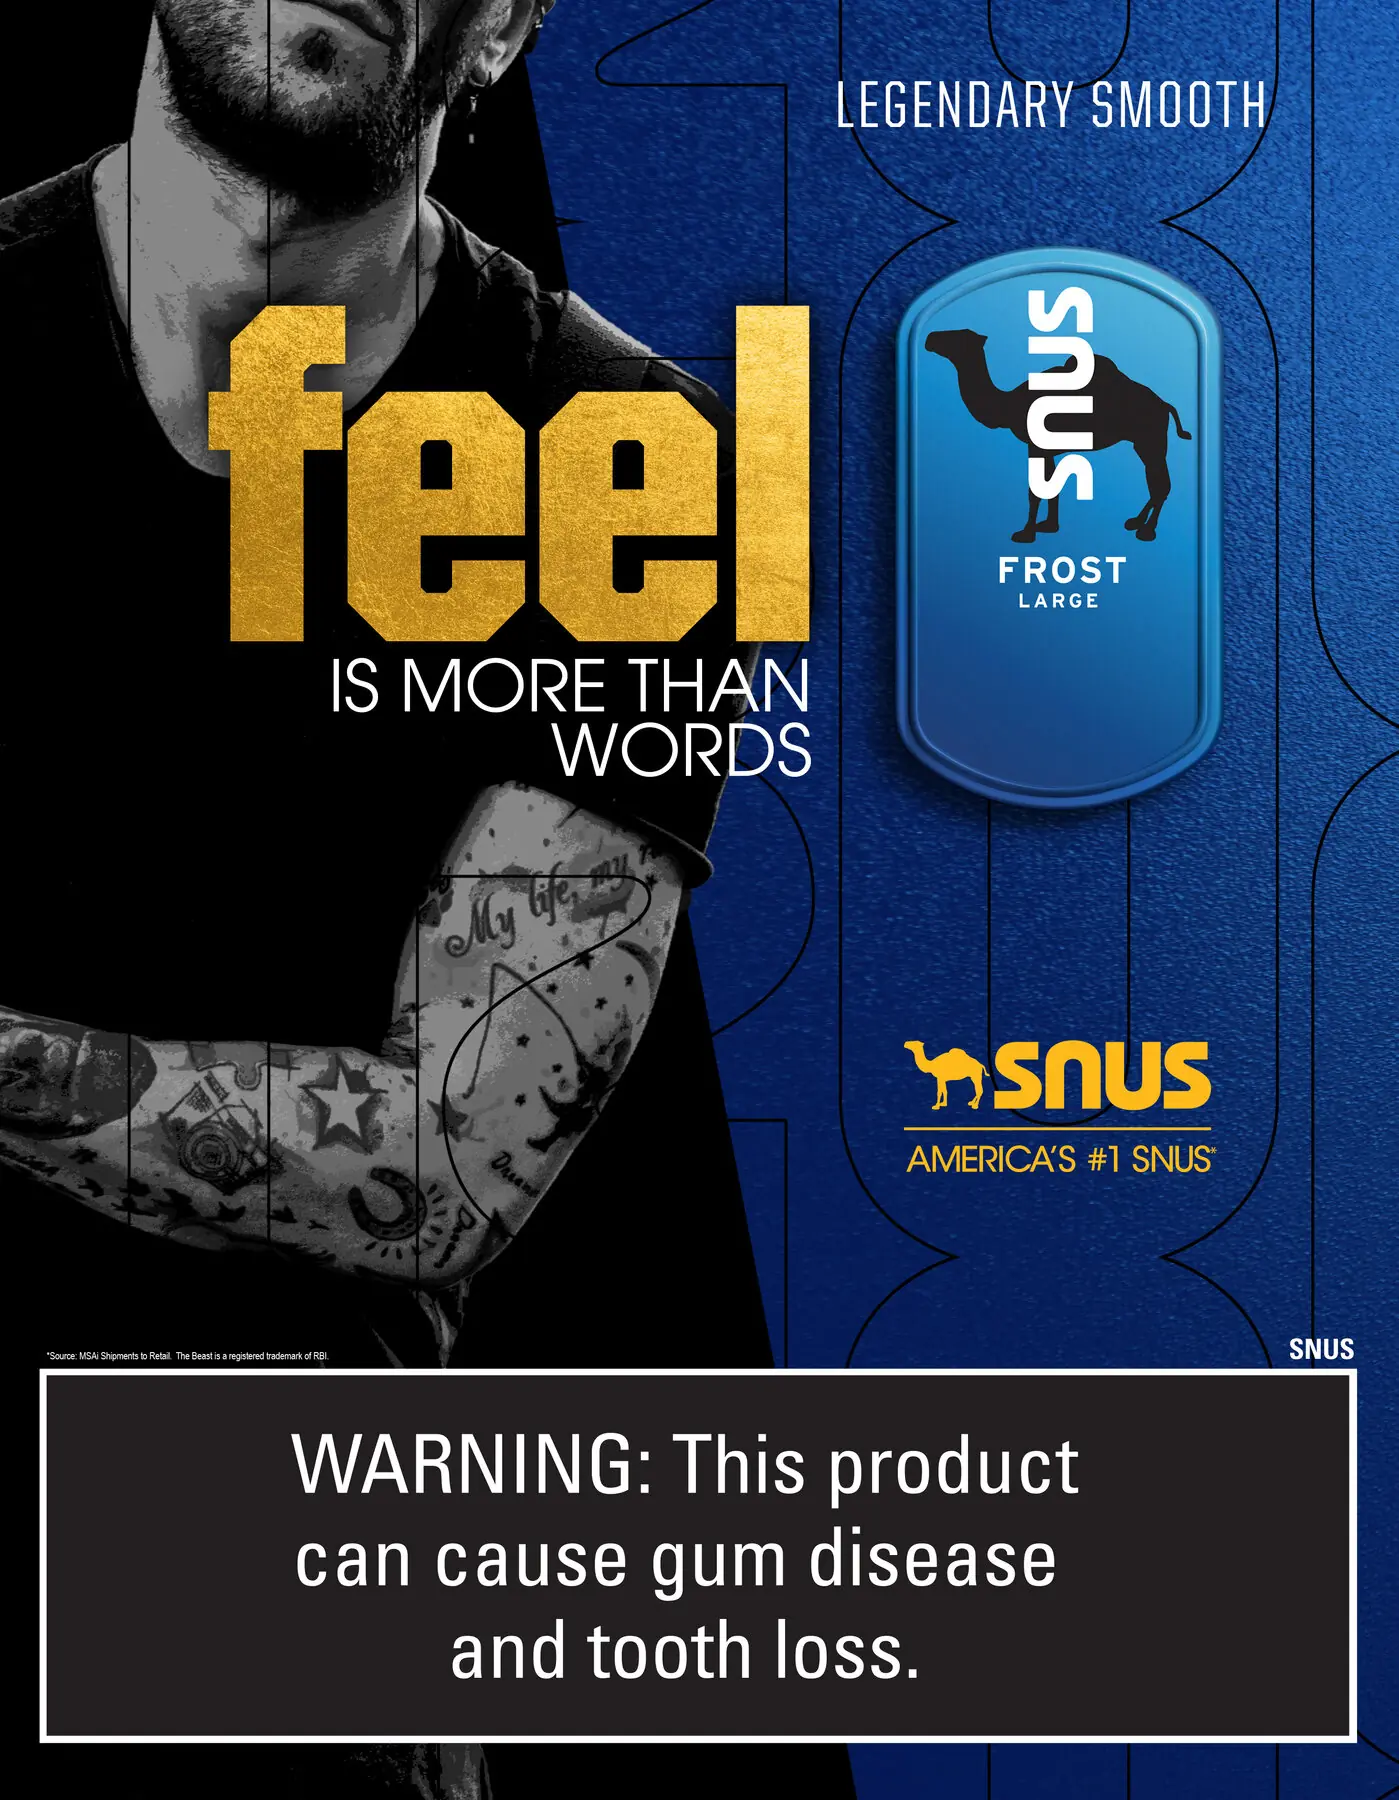 LEGENDARY SMOOTH
feel
IS MORE THAN
WORDS
snus
FROST
LARGE
My life, my
snus
AMERICA'S #1 SNUS*
*Source: MSAi Shipments to Retail. The Beast is a registered trademark of RBI.
SNUS
WARNING: This product
can cause gum disease
and tooth loss.